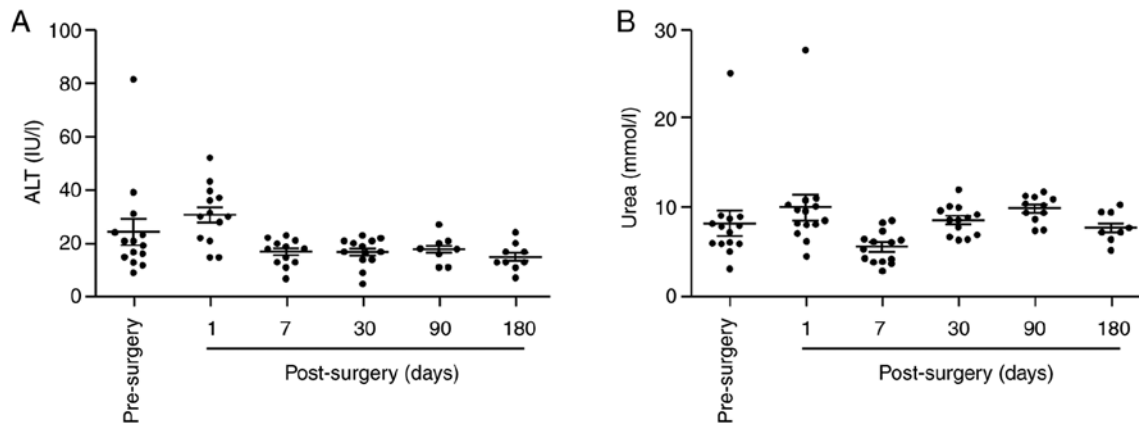 A
ALT (IU/l)
100
80
60
40
20
0
Pre-surgery
1 7 30 90 180
Post-surgery (days)
B
Urea (mmol/l)
30
20
10
0
Pre-surgery
1 7 30 90 180
Post-surgery (days)